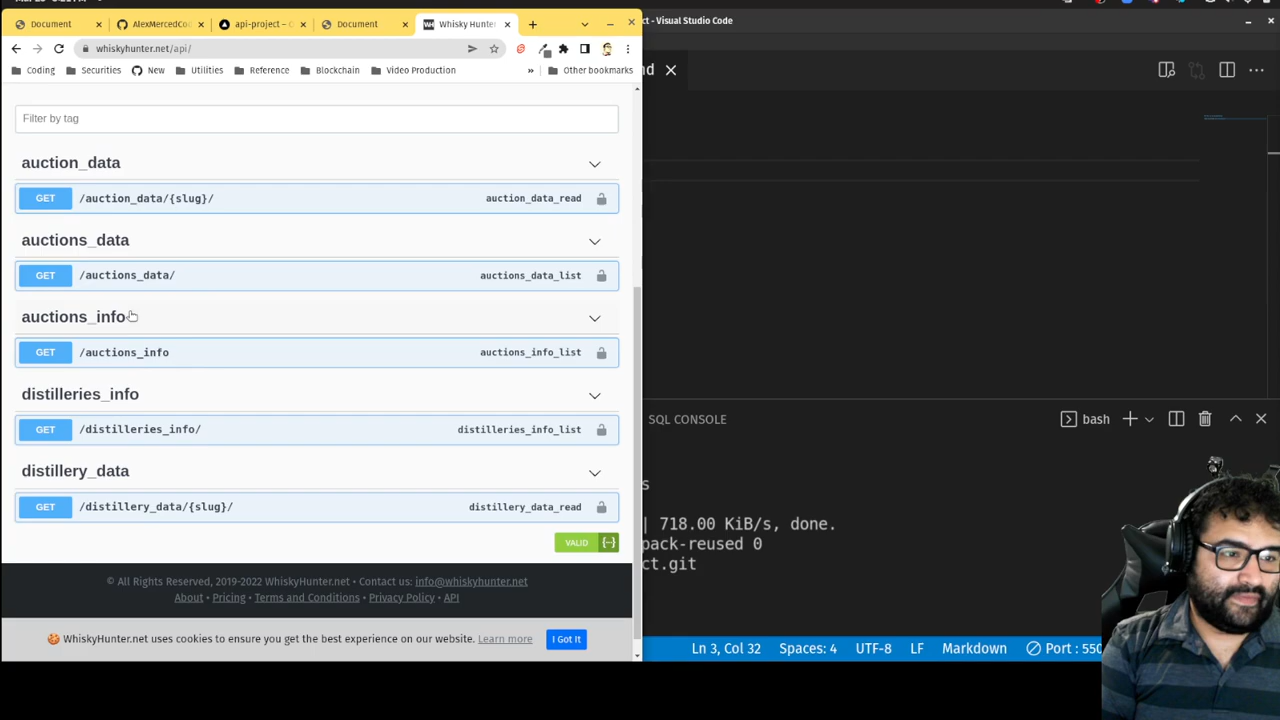 - Visual Studio Code
Document
AlexMercedCod
api-project – C
Document
WH Whisky Hunter
whiskyhunter.net/api/
Coding Securities New Utilities Reference Blockchain Video Production » Other bookmarks
Filter by tag
auction_data
GET /auction_data/{slug}/ auction_data_read
auctions_data
GET /auctions_data/ auctions_data_list
auctions_info
GET /auctions_info auctions_info_list
distilleries_info
GET /distilleries_info/ distilleries_info_list
distillery_data
GET /distillery_data/{slug}/ distillery_data_read
VALID {--}
© All Rights Reserved, 2019-2022 WhiskyHunter.net • Contact us: info@whiskyhunter.net
About • Pricing • Terms and Conditions • Privacy Policy • API
WhiskyHunter.net uses cookies to ensure you get the best experience on our website. Learn more I Got It
SQL CONSOLE
bash
| 718.00 KiB/s, done.
pack-reused 0
ct.git
Ln 3, Col 32 Spaces: 4 UTF-8 LF Markdown Port : 550